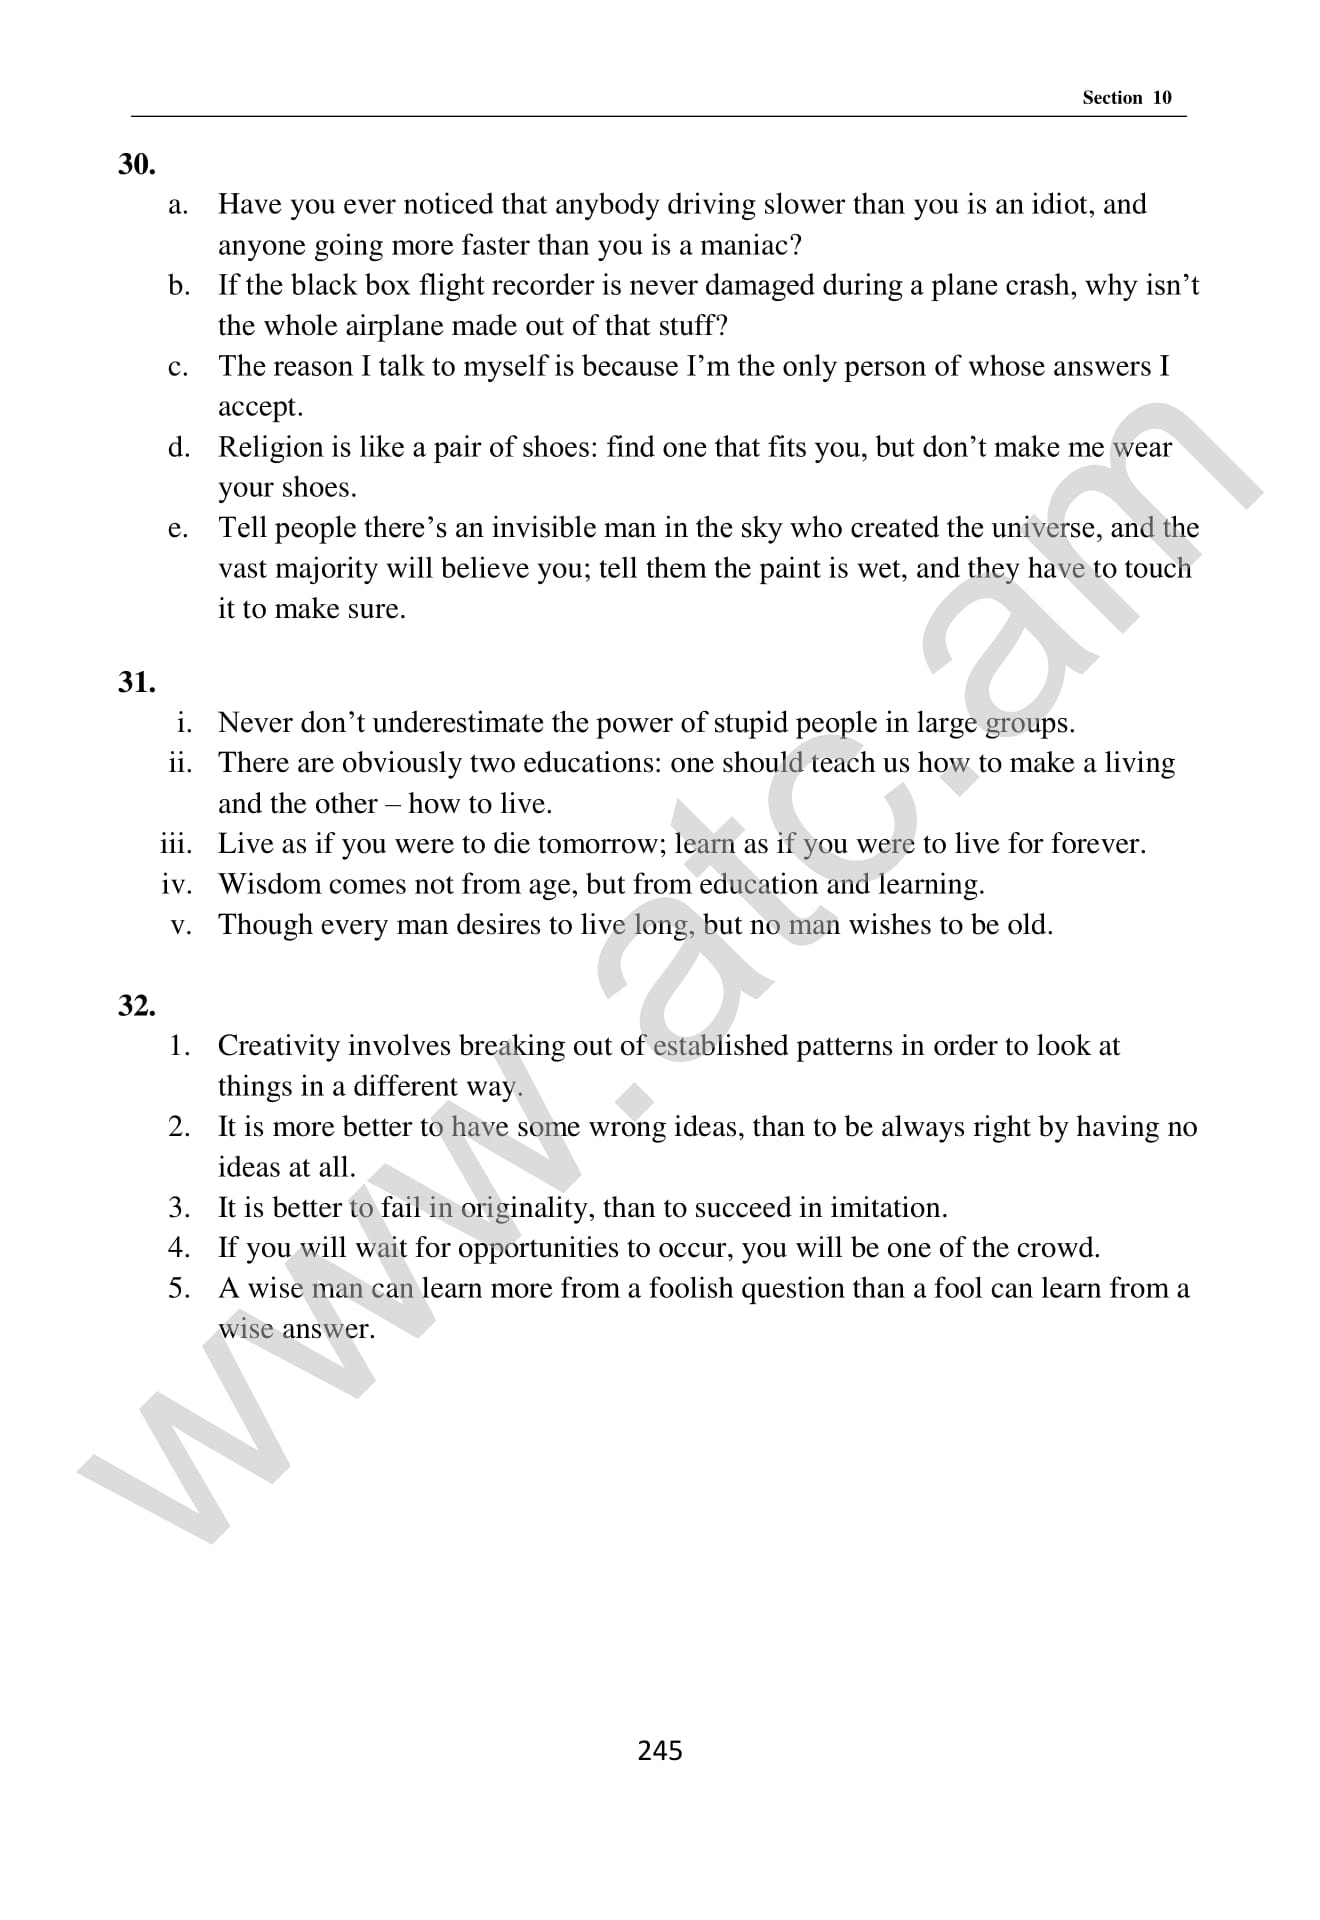 Section 10
30.
a. Have you ever noticed that anybody driving slower than you is an idiot, and
anyone going more faster than you is a maniac?
b. If the black box flight recorder is never damaged during a plane crash, why isn’t
the whole airplane made out of that stuff?
c. The reason I talk to myself is because I’m the only person of whose answers I
accept.
d. Religion is like a pair of shoes: find one that fits you, but don’t make me wear
your shoes.
e. Tell people there’s an invisible man in the sky who created the universe, and the
vast majority will believe you; tell them the paint is wet, and they have to touch
it to make sure.
31.
i. Never don’t underestimate the power of stupid people in large groups.
ii. There are obviously two educations: one should teach us how to make a living
and the other – how to live.
iii. Live as if you were to die tomorrow; learn as if you were to live for forever.
iv. Wisdom comes not from age, but from education and learning.
v. Though every man desires to live long, but no man wishes to be old.
32.
1. Creativity involves breaking out of established patterns in order to look at
things in a different way.
2. It is more better to have some wrong ideas, than to be always right by having no
ideas at all.
3. It is better to fail in originality, than to succeed in imitation.
4. If you will wait for opportunities to occur, you will be one of the crowd.
5. A wise man can learn more from a foolish question than a fool can learn from a
wise answer.
www.atc.am
245